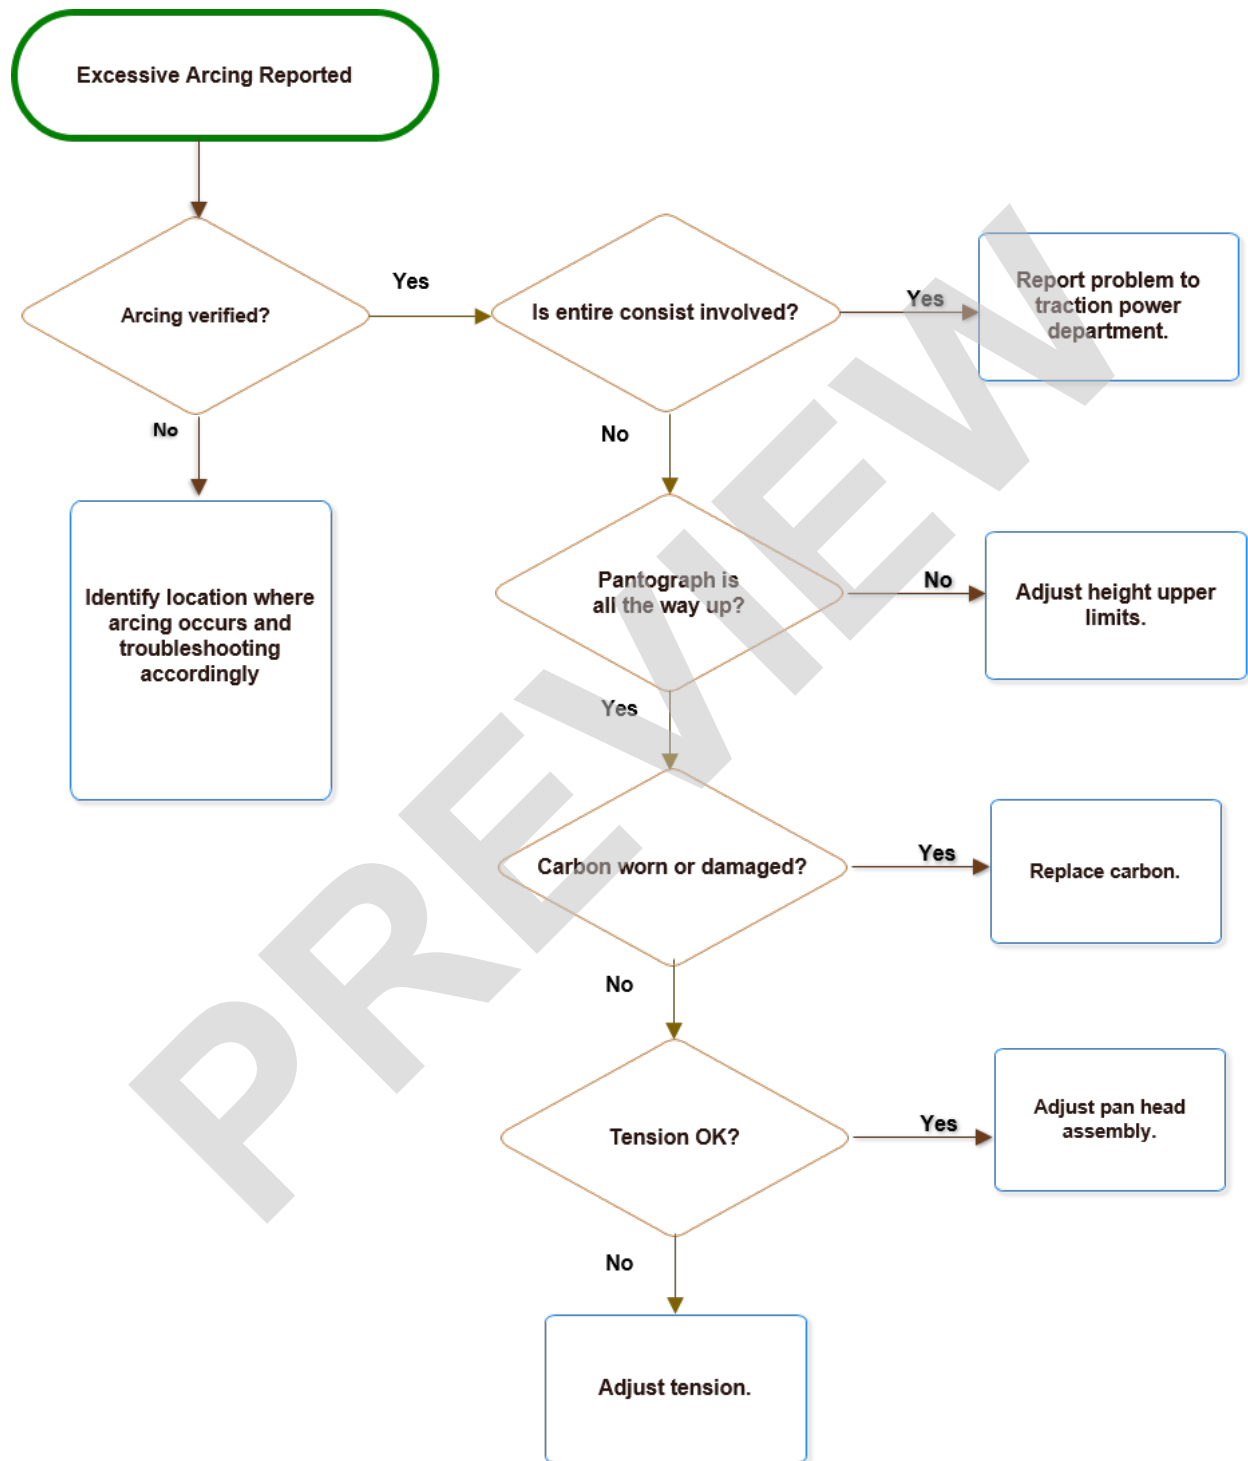 Excessive Arcing Reported
Arcing verified?
Yes
Is entire consist involved?
Yes
Report problem to
traction power
department.
No
Identify location where
arcing occurs and
troubleshooting
accordingly
No
Pantograph is
all the way up?
No
Adjust height upper
limits.
Yes
Carbon worn or damaged?
Yes
Replace carbon.
No
Tension OK?
Yes
Adjust pan head
assembly.
No
Adjust tension.
PREVIEW